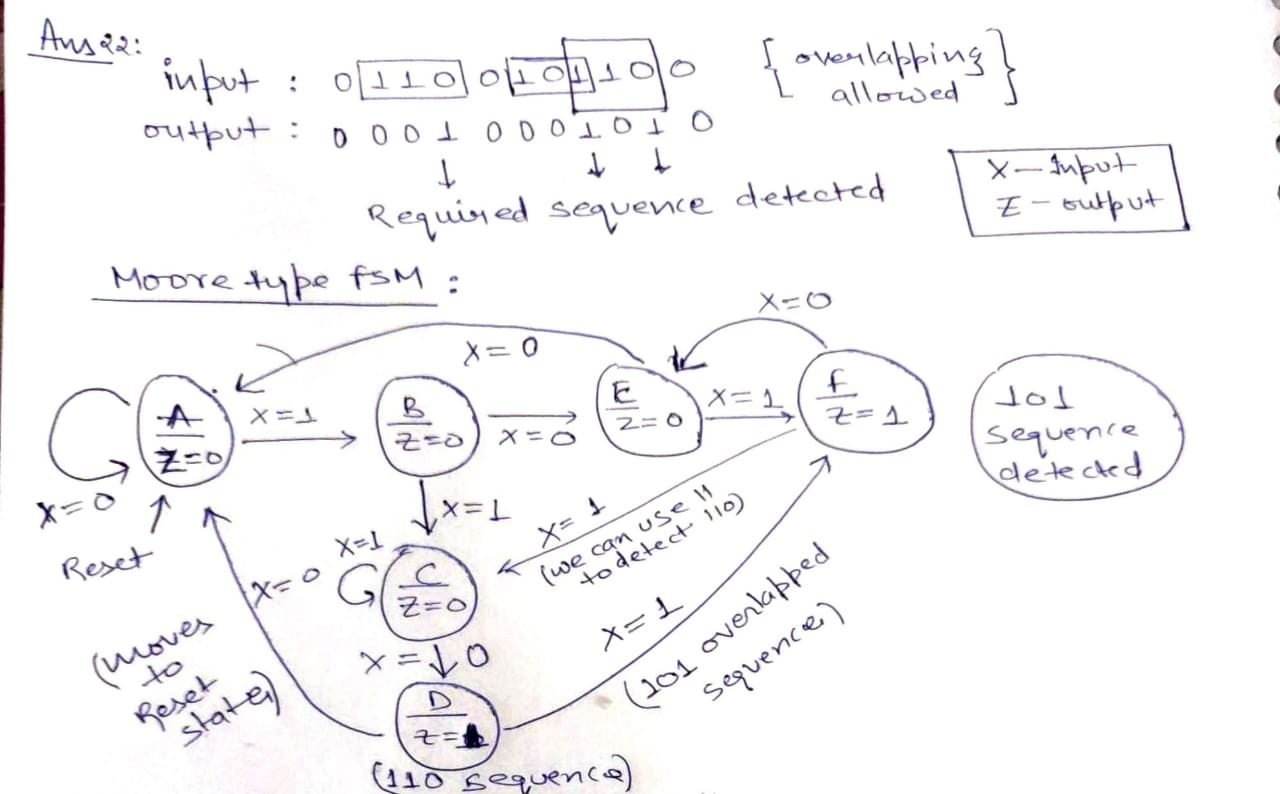 Ans 22:
input : 0 1 1 0 0 1 0 1 1 0 0 { overlapping allowed }
output : 0 0 0 1 0 0 0 1 0 1 0
↓ ↓ ↓
Required sequence detected
X - Input
Z - output
Moore type FSM :
X=0
X=0
A
Z=0
X=1
B
Z=0
X=0
E
Z=0
X=1
F
Z=1
101
sequence
detected
X=0
Reset
X=1
X=1
X=1
(we can use 11
to detect 110)
C
Z=0
X=0
(moves
to
Reset
state)
X=0
X=1
(101 overlapped
sequence)
D
Z=
(110 sequence)